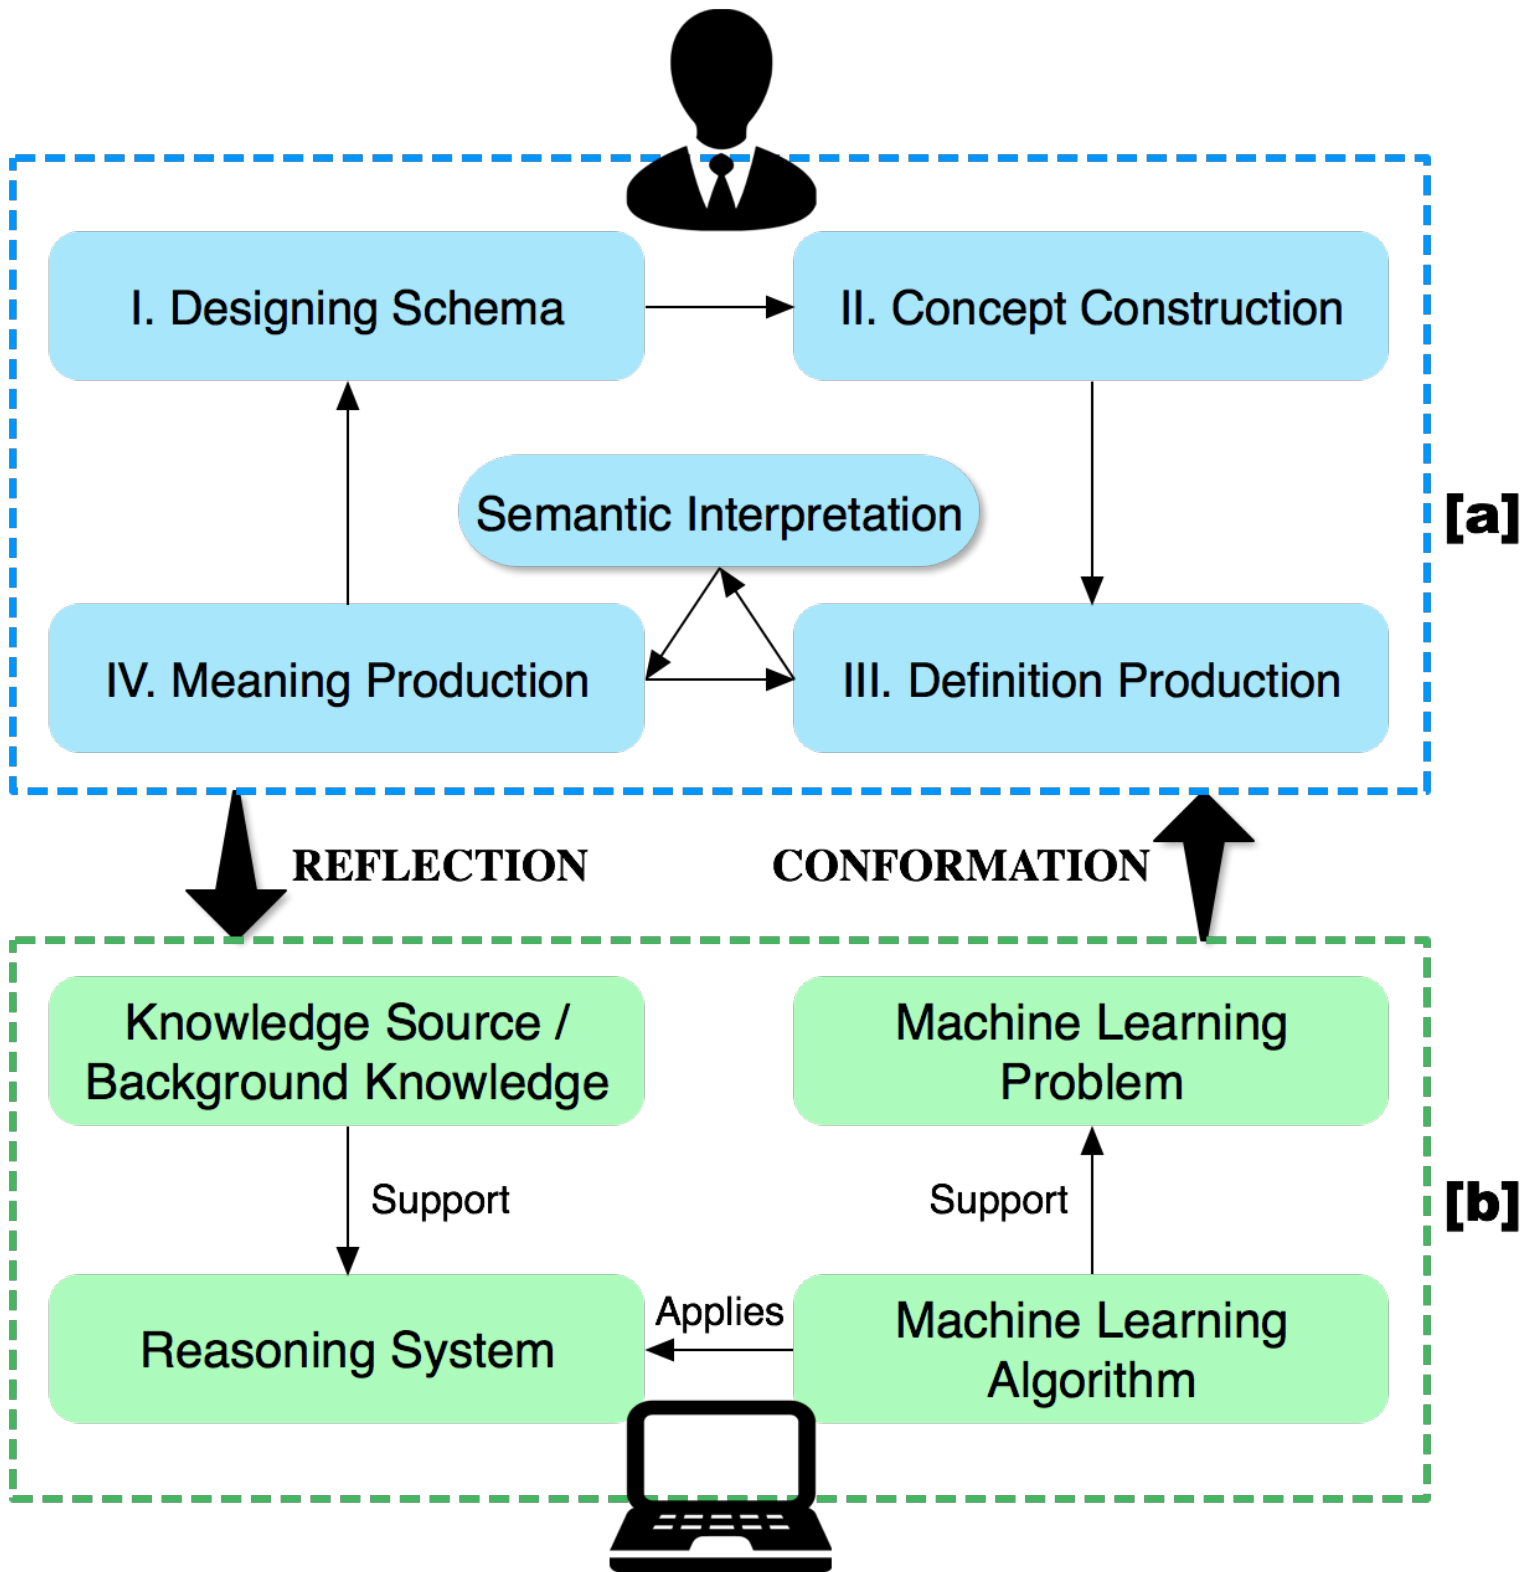 I. Designing Schema
II. Concept Construction
Semantic Interpretation
[a]
IV. Meaning Production
III. Definition Production
REFLECTION
CONFORMATION
Knowledge Source /
Background Knowledge
Machine Learning
Problem
Support
Support
[b]
Reasoning System
Applies
Machine Learning
Algorithm